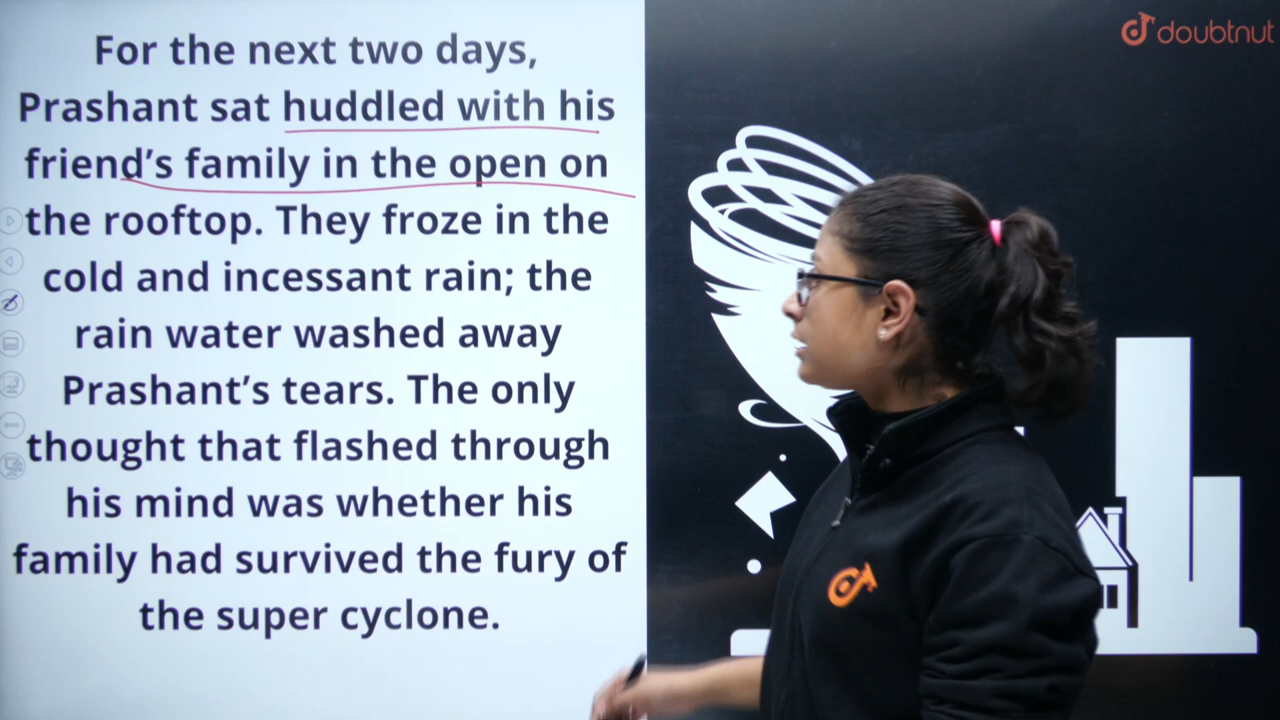 For the next two days,
Prashant sat huddled with his
friend's family in the open on
the rooftop. They froze in the
cold and incessant rain; the
rain water washed away
Prashant's tears. The only
thought that flashed through
his mind was whether his
family had survived the fury of
the super cyclone.
doubtnut